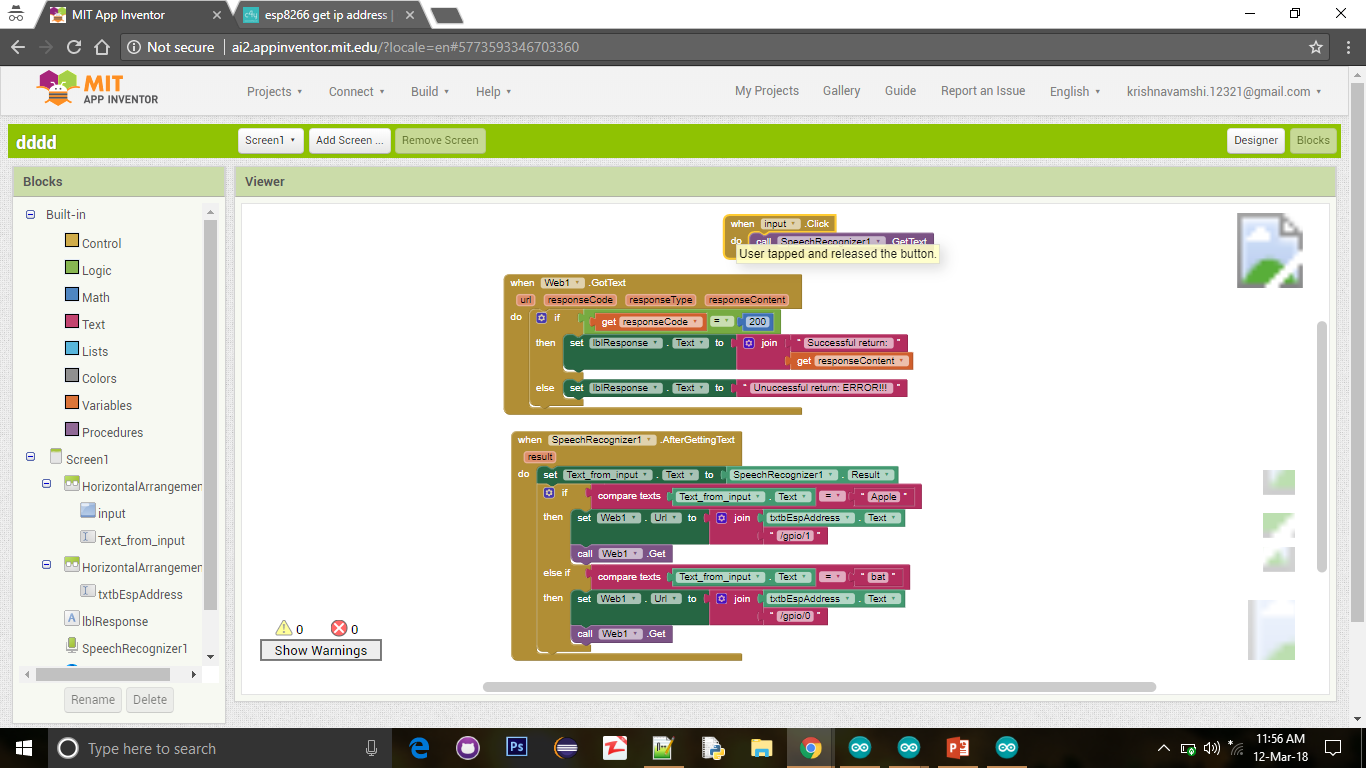 MIT App Inventor
esp8266 get ip address |
Not secure | ai2.appinventor.mit.edu/?locale=en#5773593346703360
MIT
APP INVENTOR
Projects Connect Build Help My Projects Gallery Guide Report an Issue English krishnavamshi.12321@gmail.com
dddd Screen1 Add Screen ... Remove Screen Designer Blocks
Blocks
Viewer
Built-in
Control
Logic
Math
Text
Lists
Colors
Variables
Procedures
Screen1
HorizontalArrangemer
input
Text_from_input
HorizontalArrangemer
txtbEspAddress
lblResponse
SpeechRecognizer1
Rename Delete
when input .Click
do call SpeechRecognizer1 .GetText
User tapped and released the button.
when Web1 .GotText
url responseCode responseType responseContent
do if get responseCode = 200
then set lblResponse . Text to join " Successful return: "
get responseContent
else set lblResponse . Text to " Unuccessful return: ERROR!!! "
when SpeechRecognizer1 .AfterGettingText
result
do set Text_from_input . Text to SpeechRecognizer1 . Result
if compare texts Text_from_input . Text = " Apple "
then set Web1 . Url to join txtbEspAddress . Text
" /gpio/1 "
call Web1 .Get
else if compare texts Text_from_input . Text = " bat "
then set Web1 . Url to join txtbEspAddress . Text
" /gpio/0 "
call Web1 .Get
0 0
Show Warnings
Type here to search
11:56 AM
12-Mar-18